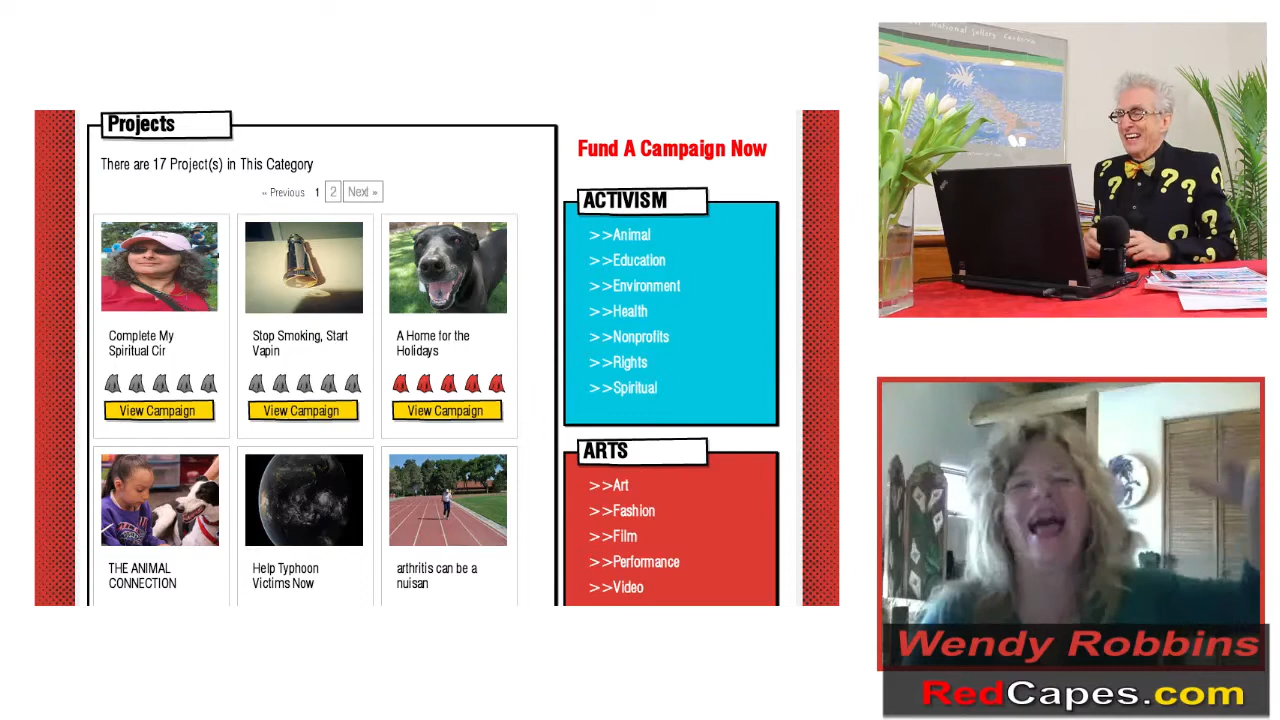 Projects
There are 17 Project(s) in This Category
« Previous 1 2 Next »
Complete My
Spiritual Cir
View Campaign
Stop Smoking, Start
Vapin
View Campaign
A Home for the
Holidays
View Campaign
THE ANIMAL
CONNECTION
Help Typhoon
Victims Now
arthritis can be a
nuisan
Fund A Campaign Now
ACTIVISM
>>Animal
>>Education
>>Environment
>>Health
>>Nonprofits
>>Rights
>>Spiritual
ARTS
>>Art
>>Fashion
>>Film
>>Performance
>>Video
National Gallery Canberra
? ? ? ? ? ? ?
Wendy Robbins
RedCapes.com